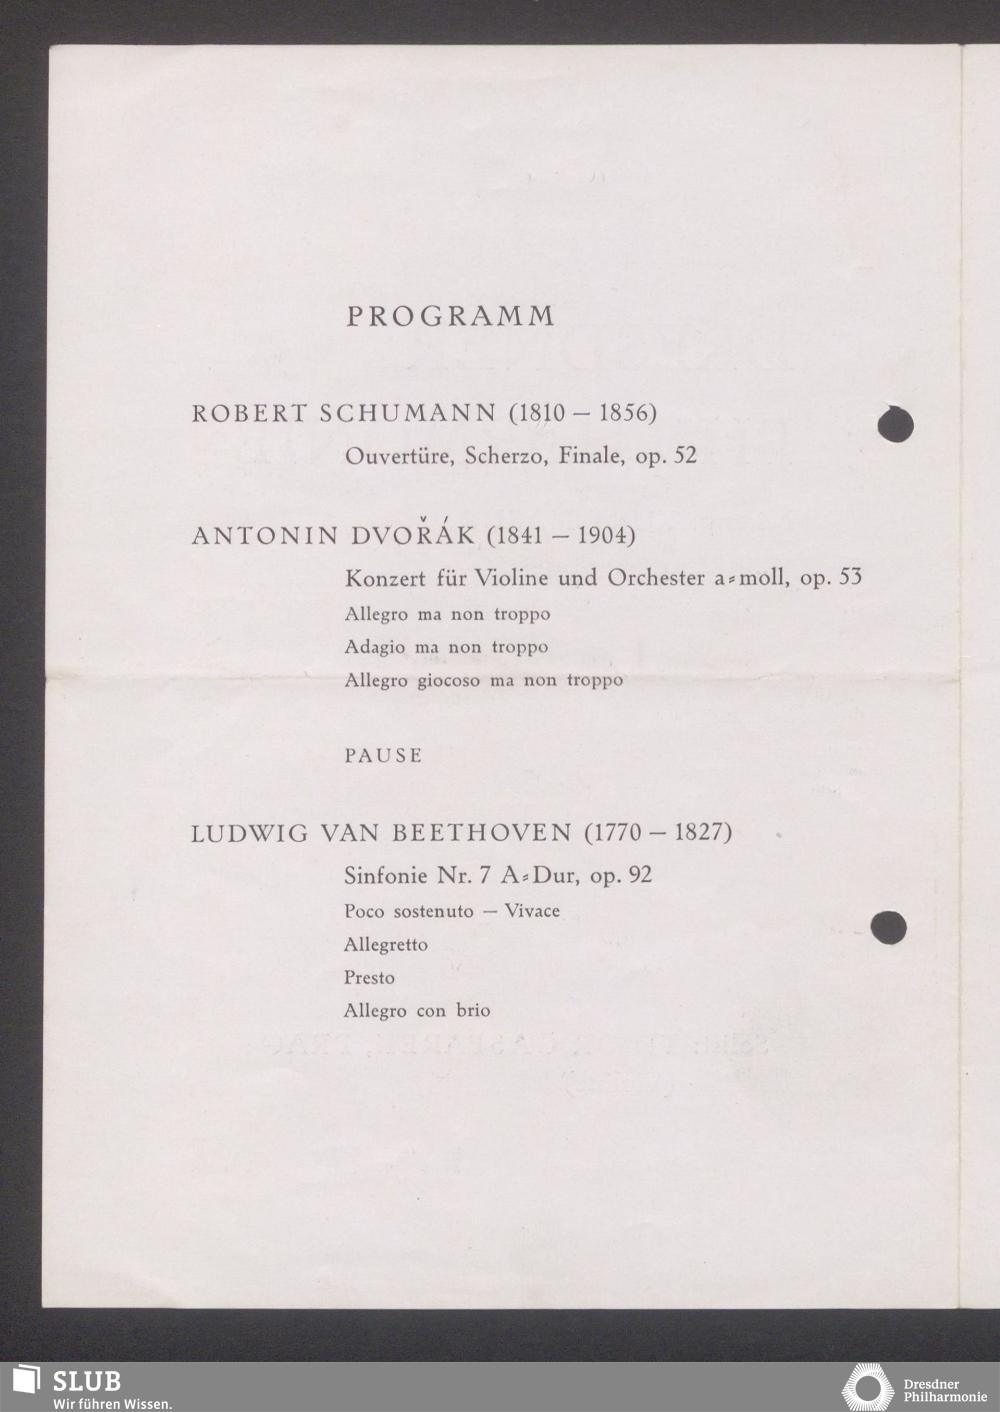 PROGRAMM
ROBERT SCHUMANN (1810 – 1856)
Ouvertüre, Scherzo, Finale, op. 52
ANTONIN DVOŘÁK (1841 – 1904)
Konzert für Violine und Orchester a⸗moll, op. 53
Allegro ma non troppo
Adagio ma non troppo
Allegro giocoso ma non troppo
PAUSE
LUDWIG VAN BEETHOVEN (1770 – 1827)
Sinfonie Nr. 7 A⸗Dur, op. 92
Poco sostenuto – Vivace
Allegretto
Presto
Allegro con brio
SLUB
Wir führen Wissen.
Dresdner
Philharmonie